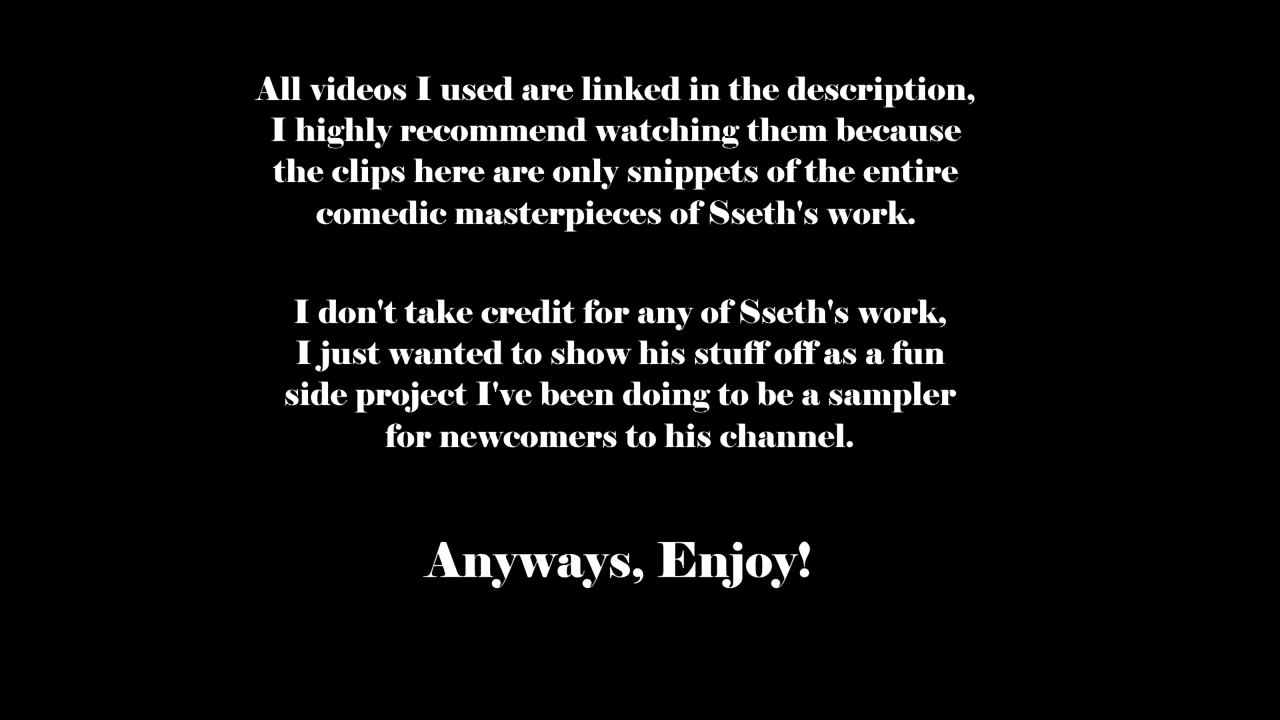 All videos I used are linked in the description,
I highly recommend watching them because
the clips here are only snippets of the entire
comedic masterpieces of Sseth's work.
I don't take credit for any of Sseth's work,
I just wanted to show his stuff off as a fun
side project I've been doing to be a sampler
for newcomers to his channel.
Anyways, Enjoy!